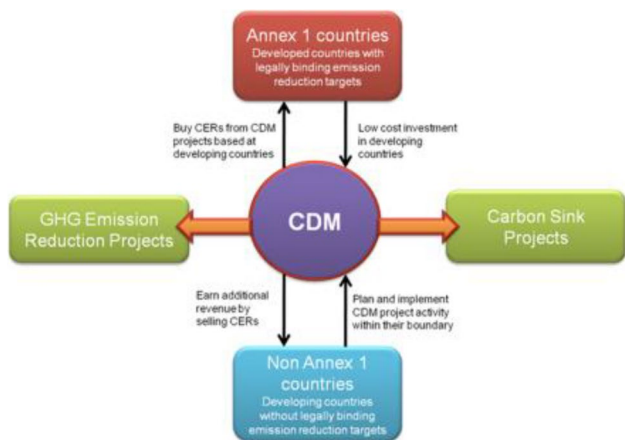 Annex 1 countries
Developed countries with
legally binding emission
reduction targets
Buy CERs from CDM
projects based at
developing countries
Low cost investment
in developing
countries
GHG Emission
Reduction Projects
CDM
Carbon Sink
Projects
Earn additional
revenue by
selling CERs
Plan and implement
CDM project activity
within their boundary
Non Annex 1
countries
Developing countries
without legally binding
emission reduction targets